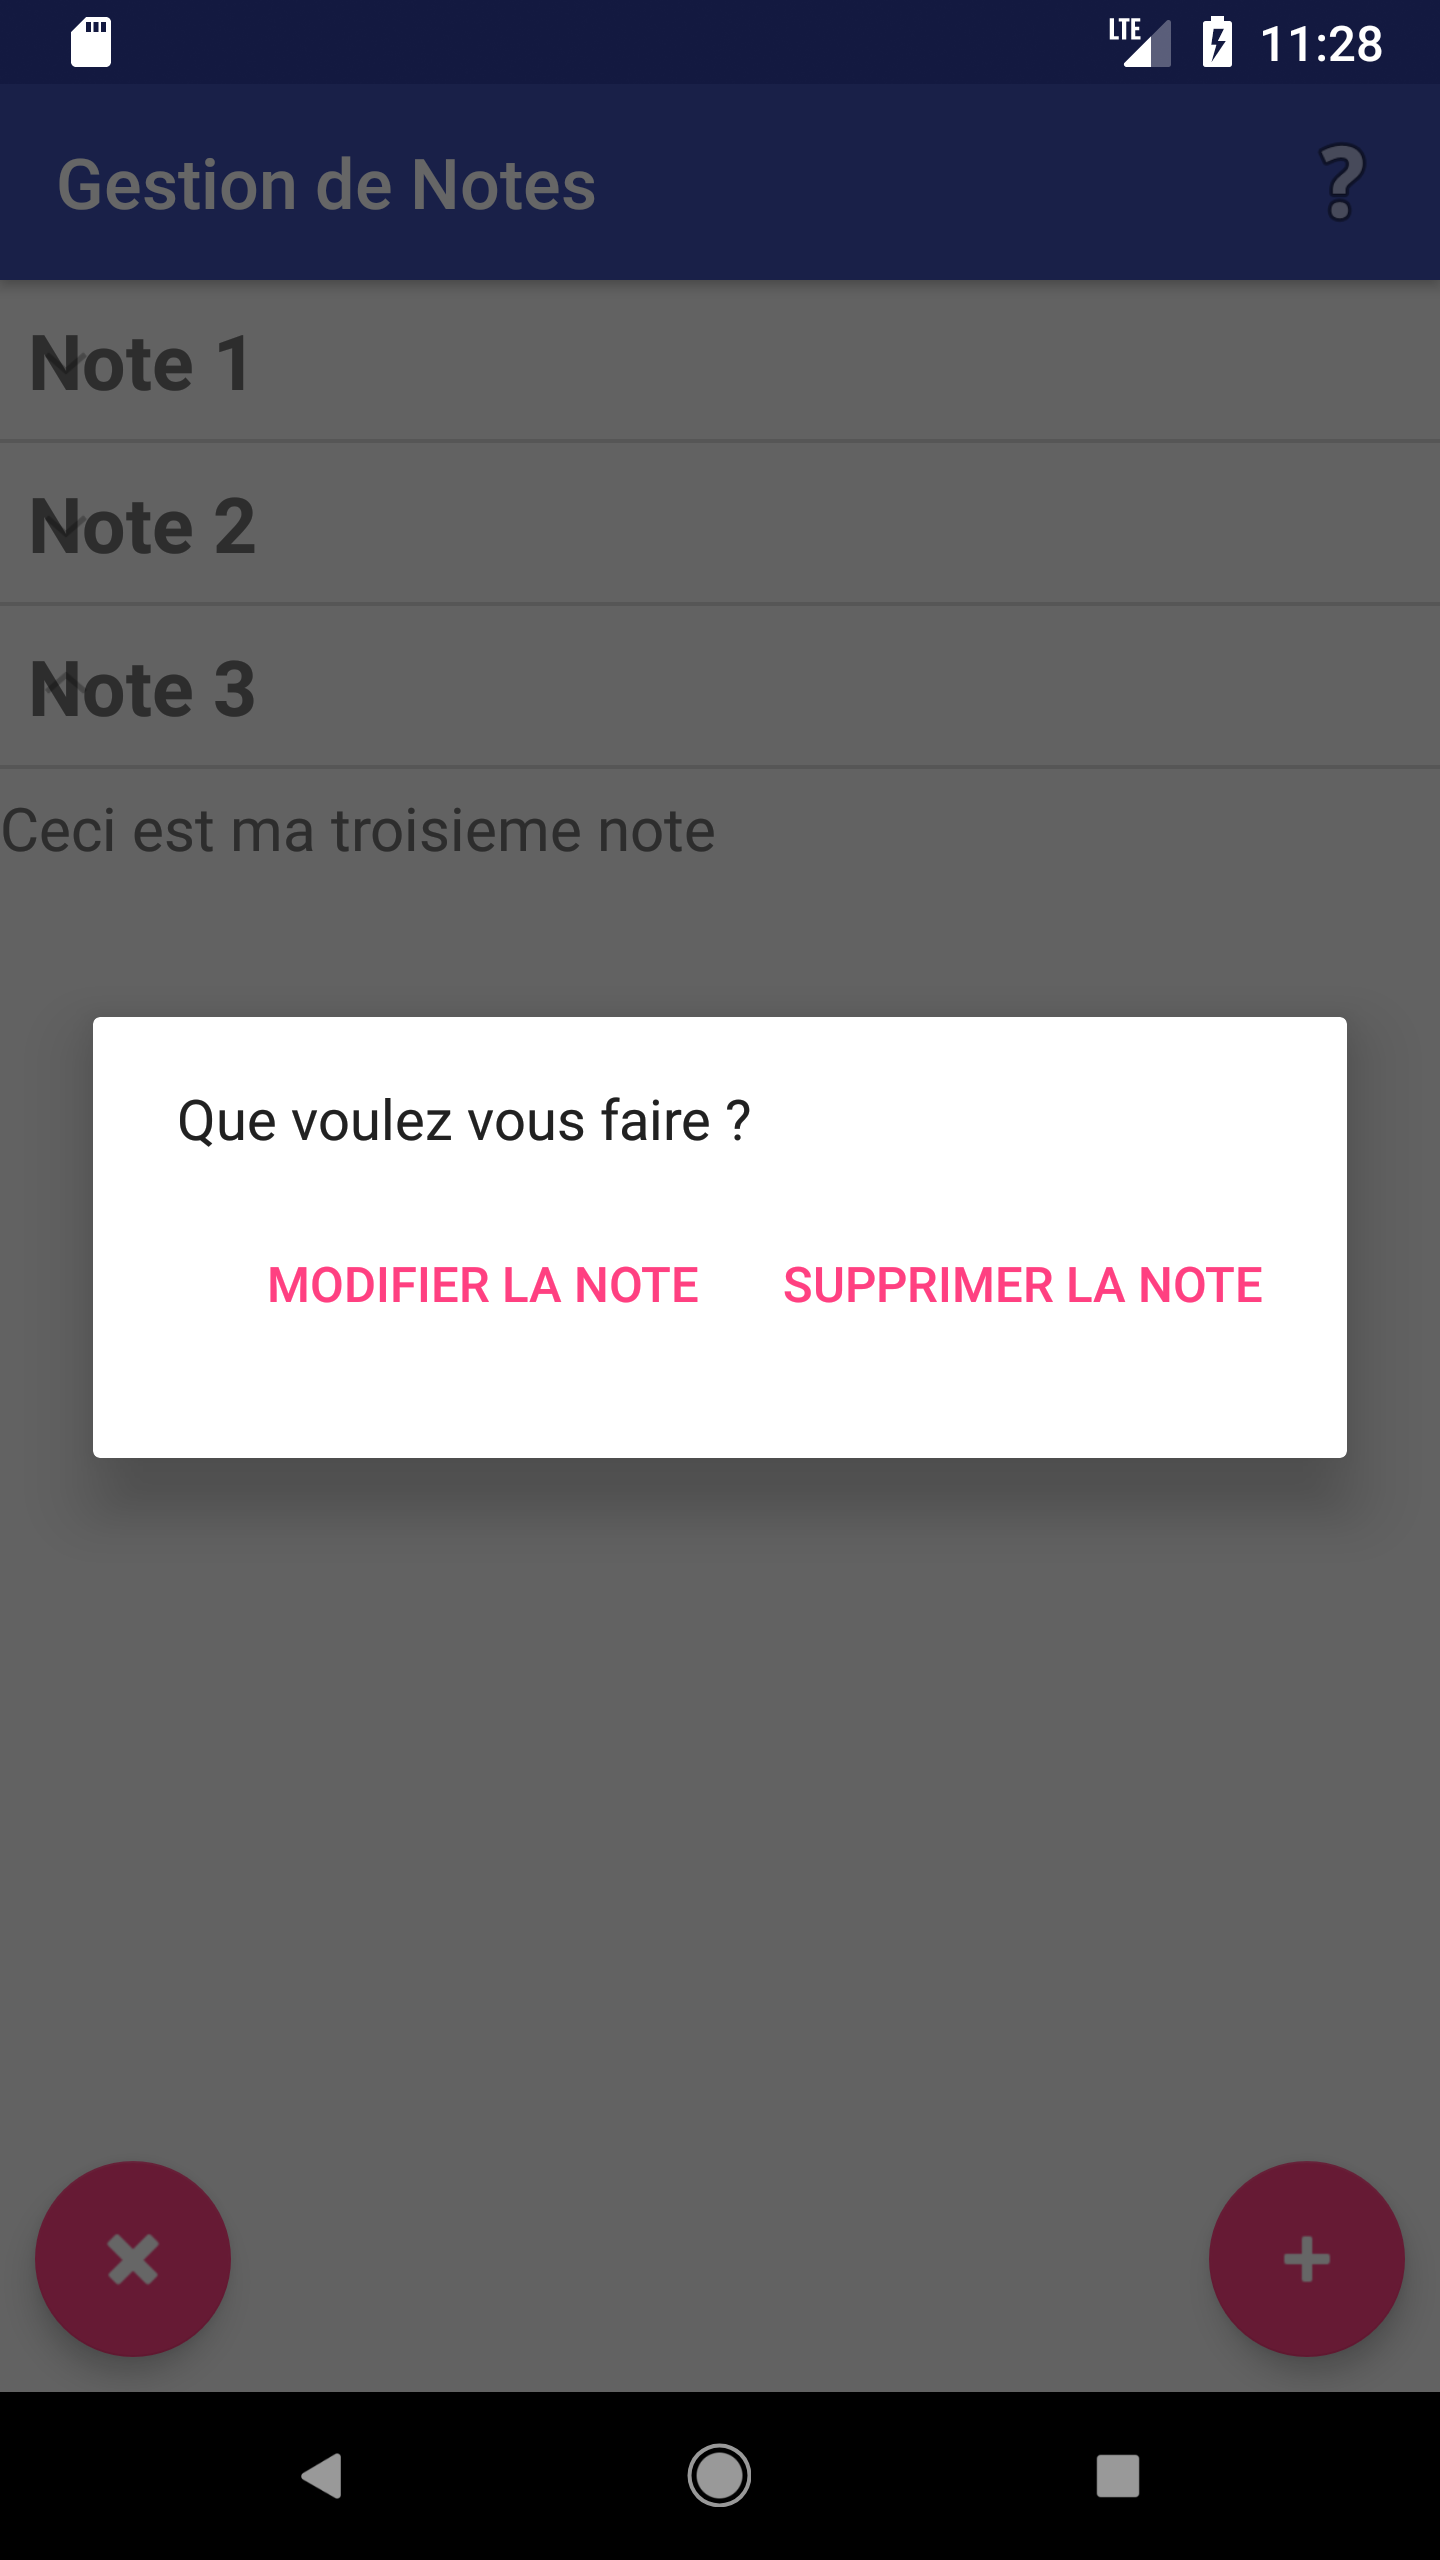 LTE 11:28
Gestion de Notes ?
Note 1
Note 2
Note 3
Ceci est ma troisieme note
Que voulez vous faire ?
MODIFIER LA NOTE SUPPRIMER LA NOTE